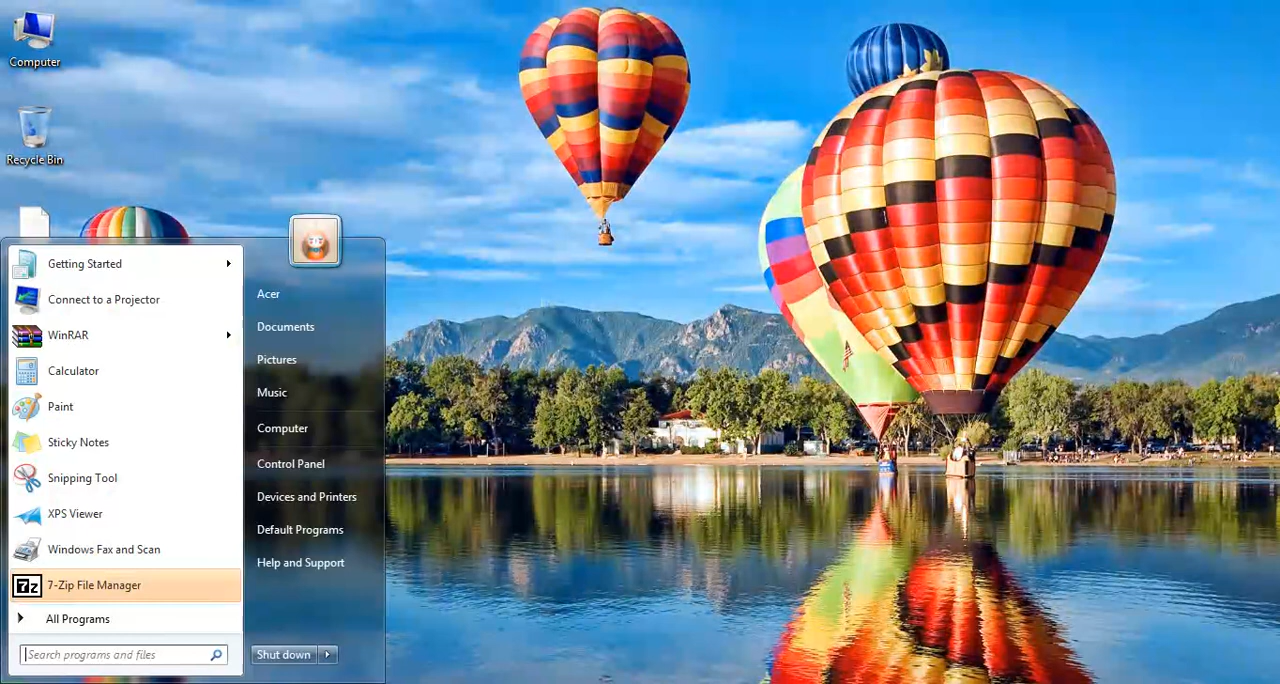 Computer
Recycle Bin
Getting Started
Connect to a Projector
WinRAR
Calculator
Paint
Sticky Notes
Snipping Tool
XPS Viewer
Windows Fax and Scan
7z 7-Zip File Manager
All Programs
Search programs and files
Acer
Documents
Pictures
Music
Computer
Control Panel
Devices and Printers
Default Programs
Help and Support
Shut down